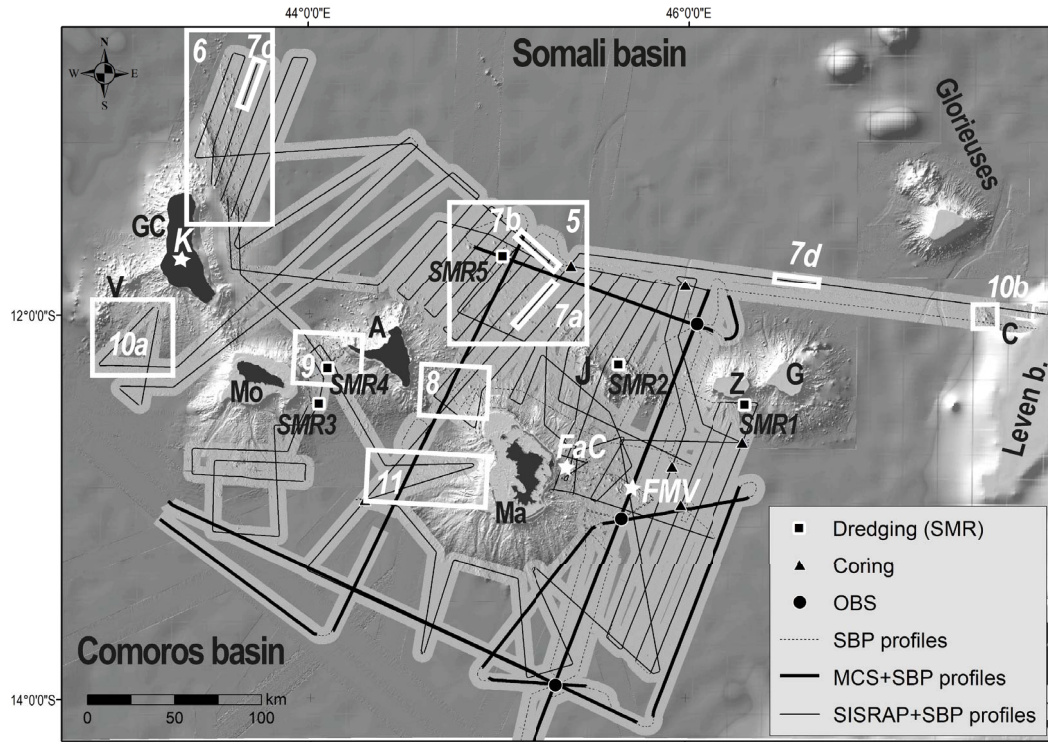 44°0'0"E
46°0'0"E
N
W
E
S
6
7c
Somali basin
Glorieuses
GC
K
7b
5
SMR5
7d
10b
V
12°0'0"S
10a
A
7a
C
9
SMR4
J
SMR2
Z
G
Mo
8
SMR3
SMR1
Leven b.
FaC
11
FMV
Ma
Dredging (SMR)
Coring
OBS
SBP profiles
MCS+SBP profiles
SISRAP+SBP profiles
Comoros basin
14°0'0"S
km
0
50
100